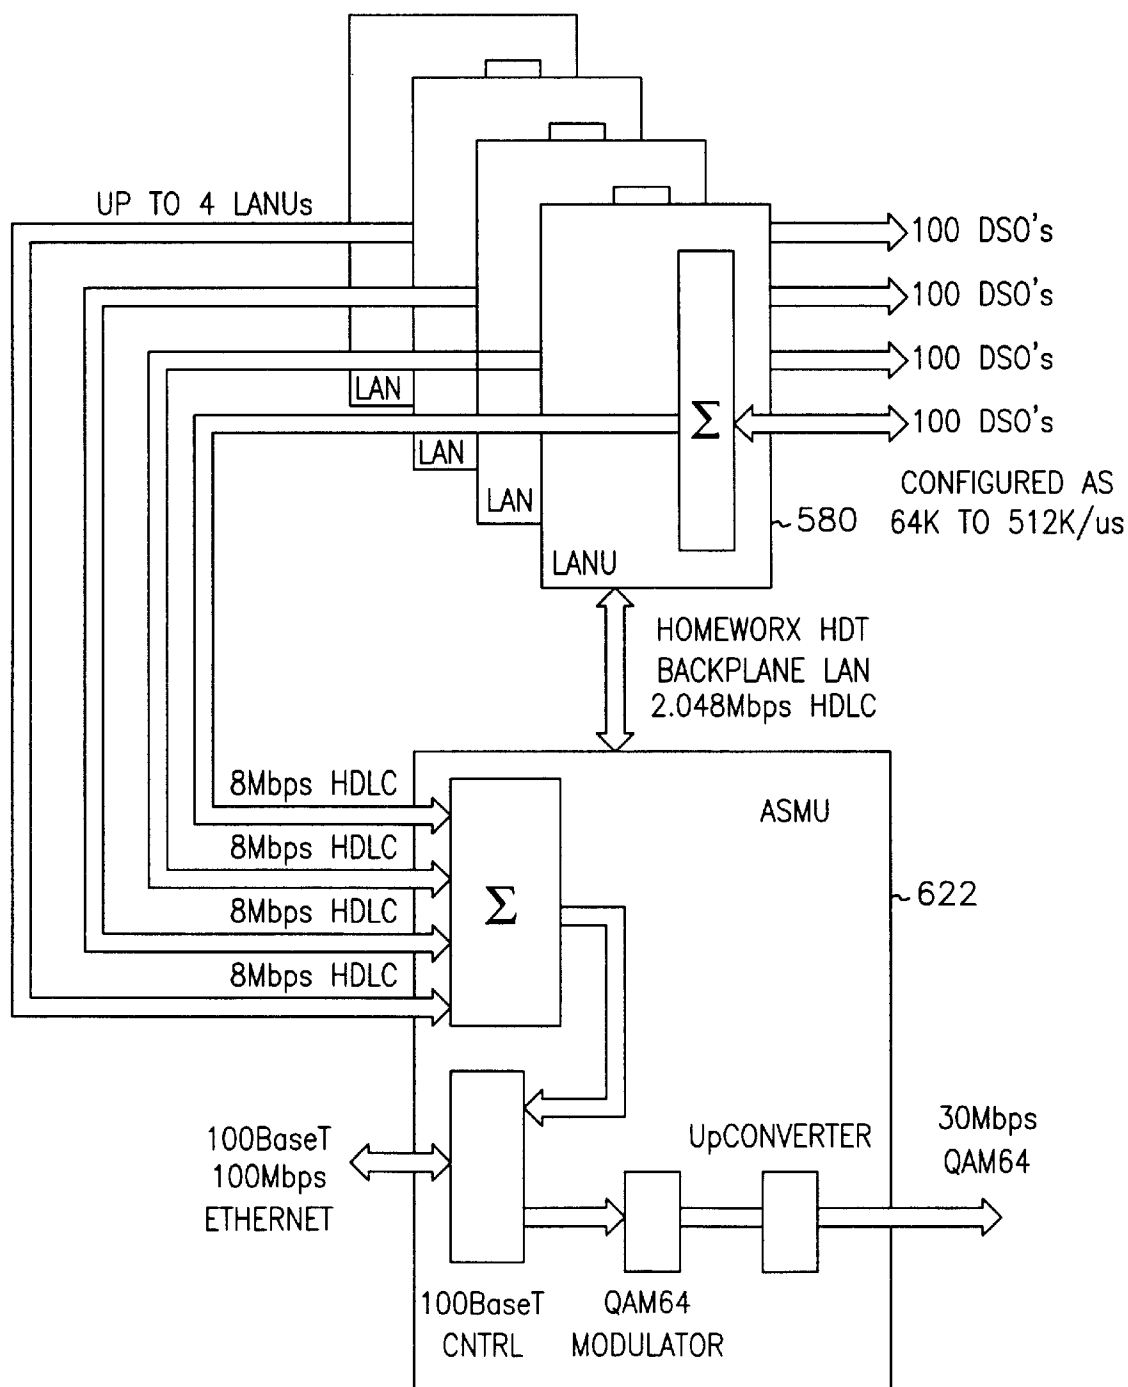 UP TO 4 LANUs
100 DSO's
100 DSO's
100 DSO's
100 DSO's
CONFIGURED AS
64K TO 512K/us
LAN
LAN
LAN
LANU
Σ
580
HOMEWORX HDT
BACKPLANE LAN
2.048Mbps HDLC
8Mbps HDLC
8Mbps HDLC
8Mbps HDLC
8Mbps HDLC
Σ
ASMU
622
100BaseT
100Mbps
ETHERNET
UpCONVERTER
30Mbps
QAM64
100BaseT
CNTRL
QAM64
MODULATOR